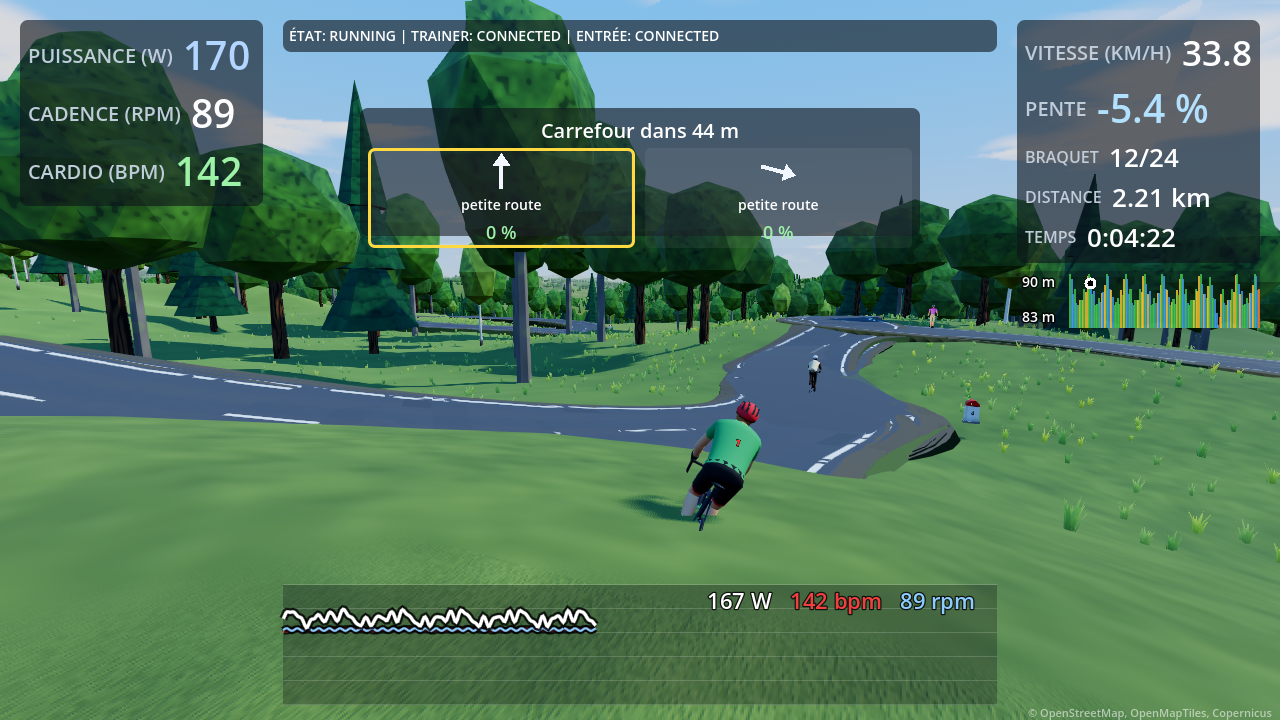 PUISSANCE (W) 170
CADENCE (RPM) 89
CARDIO (BPM) 142
ÉTAT: RUNNING | TRAINER: CONNECTED | ENTRÉE: CONNECTED
Carrefour dans 44 m
petite route
0 %
petite route
0 %
VITESSE (KM/H) 33.8
PENTE -5.4 %
BRAQUET 12/24
DISTANCE 2.21 km
TEMPS 0:04:22
90 m
83 m
167 W 142 bpm 89 rpm
© OpenStreetMap, OpenMapTiles, Copernicus